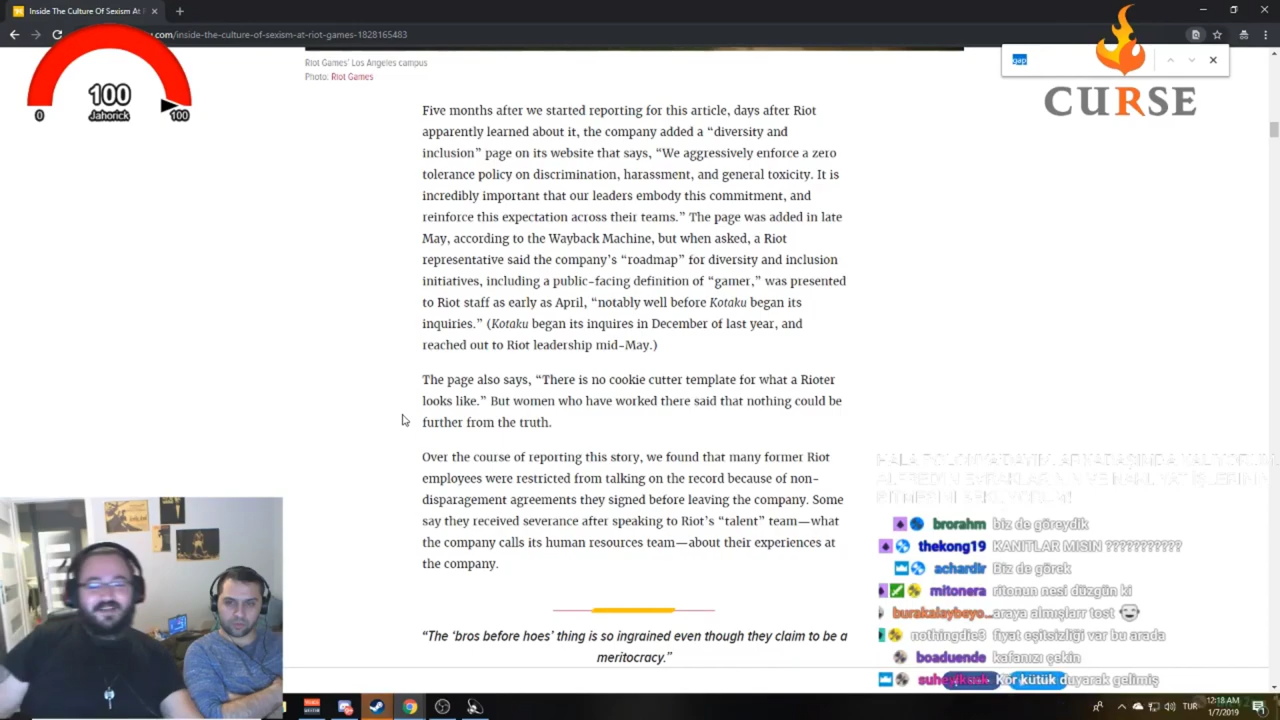 Inside The Culture Of Sexism At
.com/inside-the-culture-of-sexism-at-riot-games-1828165483
gap
CURSE
100
Jahorick
0
100
Riot Games' Los Angeles campus
Photo: Riot Games
Five months after we started reporting for this article, days after Riot
apparently learned about it, the company added a “diversity and
inclusion” page on its website that says, “We aggressively enforce a zero
tolerance policy on discrimination, harassment, and general toxicity. It is
incredibly important that our leaders embody this commitment, and
reinforce this expectation across their teams.” The page was added in late
May, according to the Wayback Machine, but when asked, a Riot
representative said the company’s “roadmap” for diversity and inclusion
initiatives, including a public-facing definition of “gamer,” was presented
to Riot staff as early as April, “notably well before Kotaku began its
inquiries.” (Kotaku began its inquires in December of last year, and
reached out to Riot leadership mid-May.)
The page also says, “There is no cookie cutter template for what a Rioter
looks like.” But women who have worked there said that nothing could be
further from the truth.
Over the course of reporting this story, we found that many former Riot
employees were restricted from talking on the record because of non-
disparagement agreements they signed before leaving the company. Some
say they received severance after speaking to Riot’s “talent” team—what
the company calls its human resources team—about their experiences at
the company.
“The ‘bros before hoes’ thing is so ingrained even though they claim to be a
meritocracy.”
brorahm biz de göreydik
thekong19 KANITLAR MISIN ???????????
achardir Biz de görek
mitonera ritonun nesi düzgün ki
burakalaybeyo... araya almışlarr tost
nothingdie3 fiyat eşitsizliği var bu arada
boaduende kafanızı çekin
Kor kütük duyarak gelimiş
TUR
12:18 AM
1/7/2019